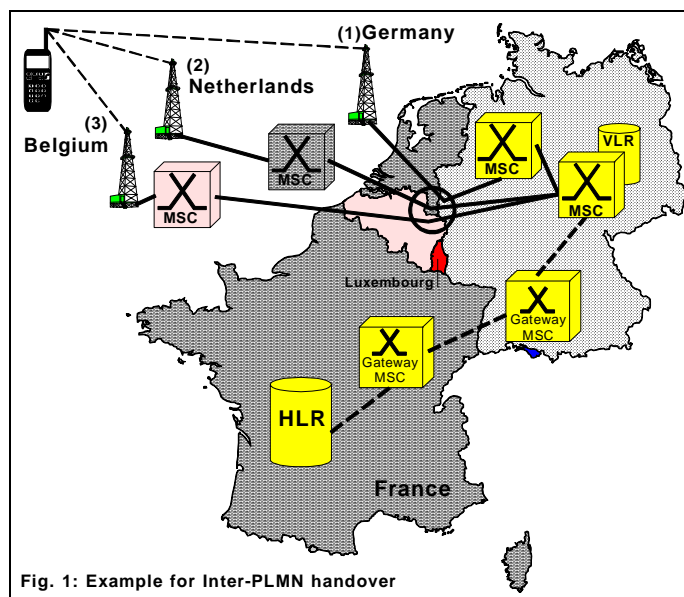 (1) Germany
(2)
Netherlands
(3)
Belgium
MSC
MSC
MSC
VLR
MSC
Luxembourg
Gateway
MSC
Gateway
MSC
HLR
France
Fig. 1: Example for Inter-PLMN handover